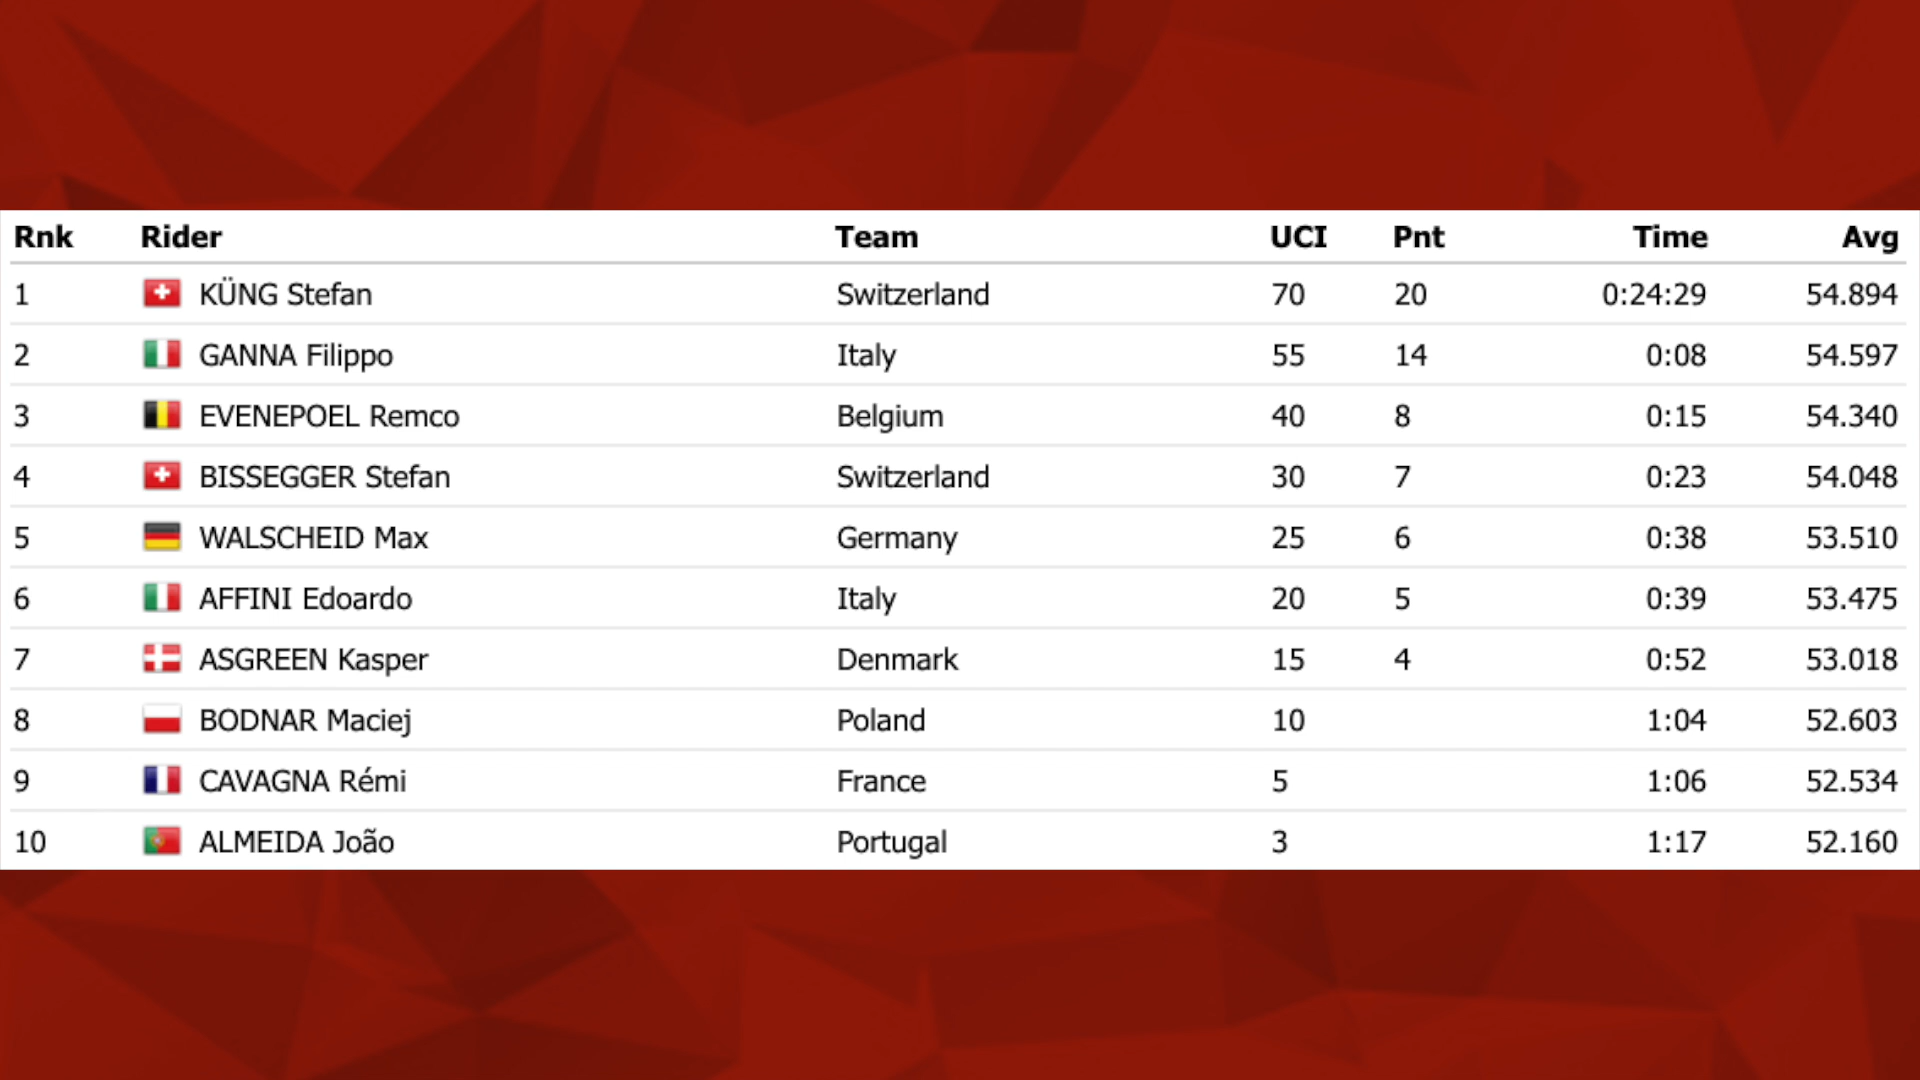 Rnk Rider Team UCI Pnt Time Avg
1 KÜNG Stefan Switzerland 70 20 0:24:29 54.894
2 GANNA Filippo Italy 55 14 0:08 54.597
3 EVENEPOEL Remco Belgium 40 8 0:15 54.340
4 BISSEGGER Stefan Switzerland 30 7 0:23 54.048
5 WALSCHEID Max Germany 25 6 0:38 53.510
6 AFFINI Edoardo Italy 20 5 0:39 53.475
7 ASGREEN Kasper Denmark 15 4 0:52 53.018
8 BODNAR Maciej Poland 10 1:04 52.603
9 CAVAGNA Rémi France 5 1:06 52.534
10 ALMEIDA João Portugal 3 1:17 52.160